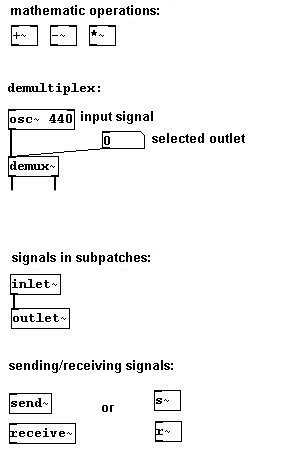 mathematic operations:
+~ -~ *~
demultiplex:
osc~ 440 input signal
0 selected outlet
demux~
signals in subpatches:
inlet~
outlet~
sending/receiving signals:
send~ or s~
receive~ r~